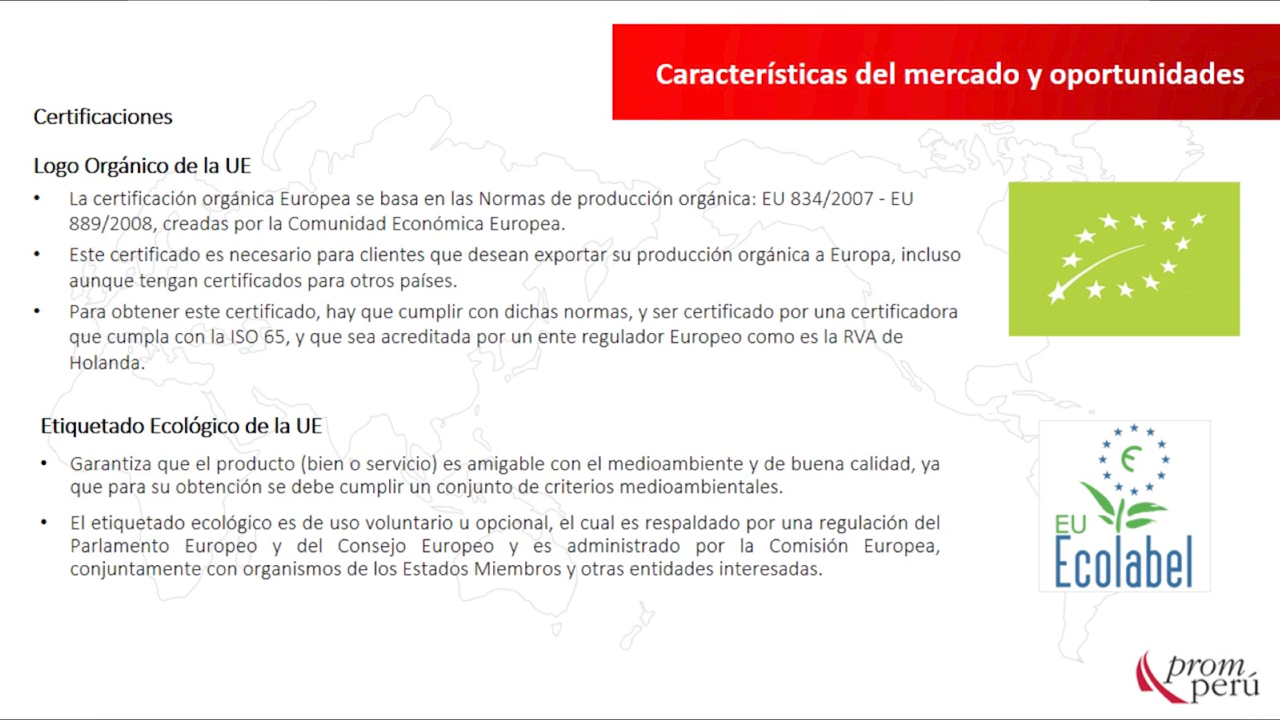 Características del mercado y oportunidades
Certificaciones
Logo Orgánico de la UE
• La certificación orgánica Europea se basa en las Normas de producción orgánica: EU 834/2007 - EU
889/2008, creadas por la Comunidad Económica Europea.
• Este certificado es necesario para clientes que desean exportar su producción orgánica a Europa, incluso
aunque tengan certificados para otros países.
• Para obtener este certificado, hay que cumplir con dichas normas, y ser certificado por una certificadora
que cumpla con la ISO 65, y que sea acreditada por un ente regulador Europeo como es la RVA de
Holanda.
Etiquetado Ecológico de la UE
• Garantiza que el producto (bien o servicio) es amigable con el medioambiente y de buena calidad, ya
que para su obtención se debe cumplir un conjunto de criterios medioambientales.
• El etiquetado ecológico es de uso voluntario u opcional, el cual es respaldado por una regulación del
Parlamento Europeo y del Consejo Europeo y es administrado por la Comisión Europea,
conjuntamente con organismos de los Estados Miembros y otras entidades interesadas.
EU
Ecolabel
prom
perú